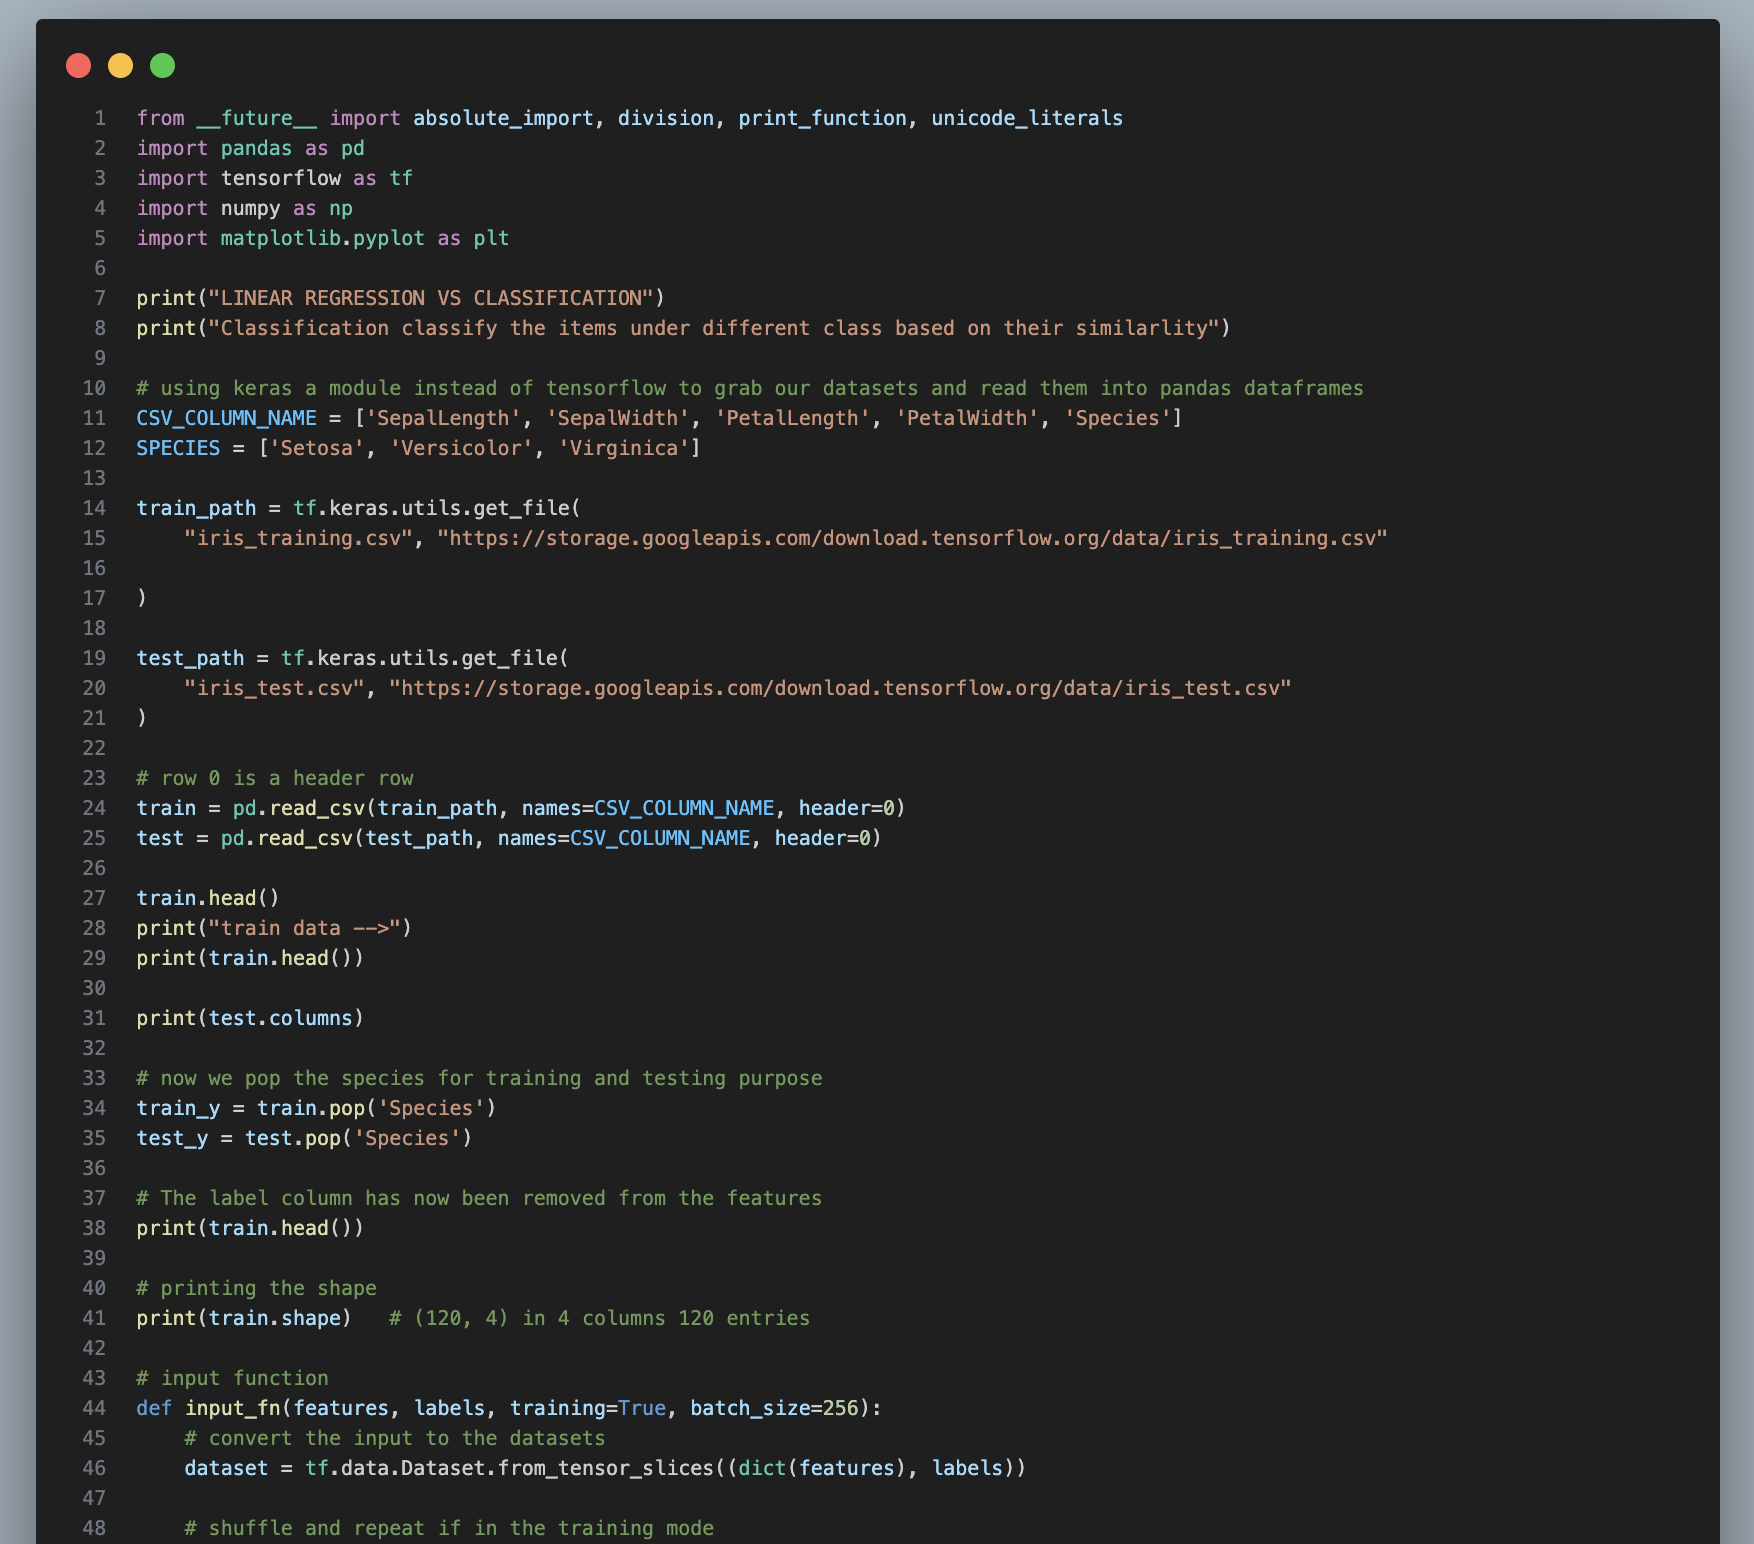 1 from __future__ import absolute_import, division, print_function, unicode_literals
2 import pandas as pd
3 import tensorflow as tf
4 import numpy as np
5 import matplotlib.pyplot as plt
6
7 print("LINEAR REGRESSION VS CLASSIFICATION")
8 print("Classification classify the items under different class based on their similarlity")
9
10 # using keras a module instead of tensorflow to grab our datasets and read them into pandas dataframes
11 CSV_COLUMN_NAME = ['SepalLength', 'SepalWidth', 'PetalLength', 'PetalWidth', 'Species']
12 SPECIES = ['Setosa', 'Versicolor', 'Virginica']
13
14 train_path = tf.keras.utils.get_file(
15     "iris_training.csv", "https://storage.googleapis.com/download.tensorflow.org/data/iris_training.csv"
16
17 )
18
19 test_path = tf.keras.utils.get_file(
20     "iris_test.csv", "https://storage.googleapis.com/download.tensorflow.org/data/iris_test.csv"
21 )
22
23 # row 0 is a header row
24 train = pd.read_csv(train_path, names=CSV_COLUMN_NAME, header=0)
25 test = pd.read_csv(test_path, names=CSV_COLUMN_NAME, header=0)
26
27 train.head()
28 print("train data -->")
29 print(train.head())
30
31 print(test.columns)
32
33 # now we pop the species for training and testing purpose
34 train_y = train.pop('Species')
35 test_y = test.pop('Species')
36
37 # The label column has now been removed from the features
38 print(train.head())
39
40 # printing the shape
41 print(train.shape)   # (120, 4) in 4 columns 120 entries
42
43 # input function
44 def input_fn(features, labels, training=True, batch_size=256):
45     # convert the input to the datasets
46     dataset = tf.data.Dataset.from_tensor_slices((dict(features), labels))
47
48     # shuffle and repeat if in the training mode